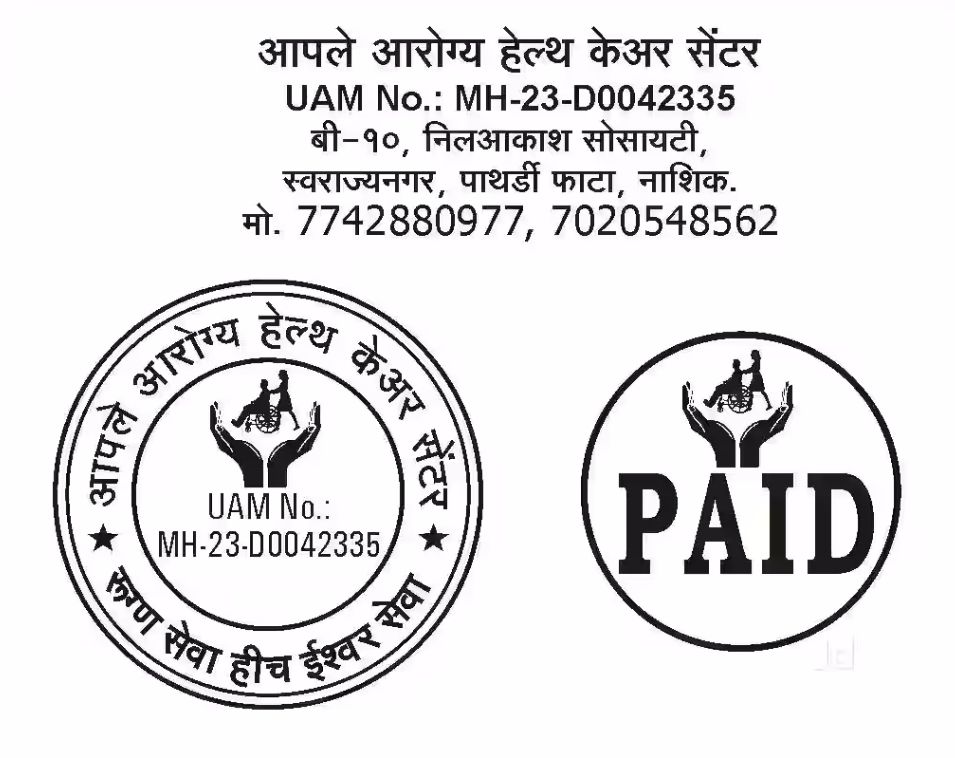 आपले आरोग्य हेल्थ केअर सेंटर
UAM No.: MH-23-D0042335
बी-१०, निलआकाश सोसायटी,
स्वराज्यनगर, पाथर्डी फाटा, नाशिक.
मो. 7742880977, 7020548562
आपले आरोग्य हेल्थ केअर सेंटर
UAM No.:
MH-23-D0042335
★ रूग्ण सेवा हीच ईश्वर सेवा ★
PAID
Jd